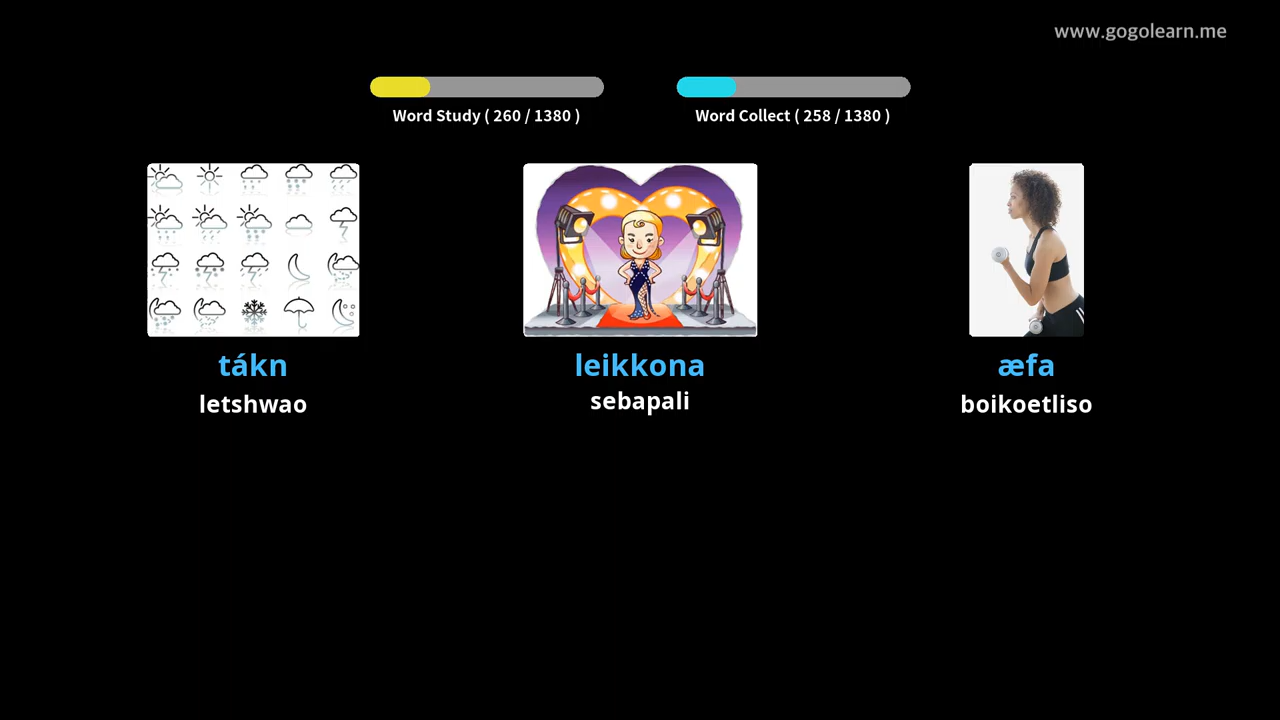 www.gogolearn.me
Word Study ( 260 / 1380 )
Word Collect ( 258 / 1380 )
tákn
letshwao
leikkona
sebapali
æfa
boikoetliso